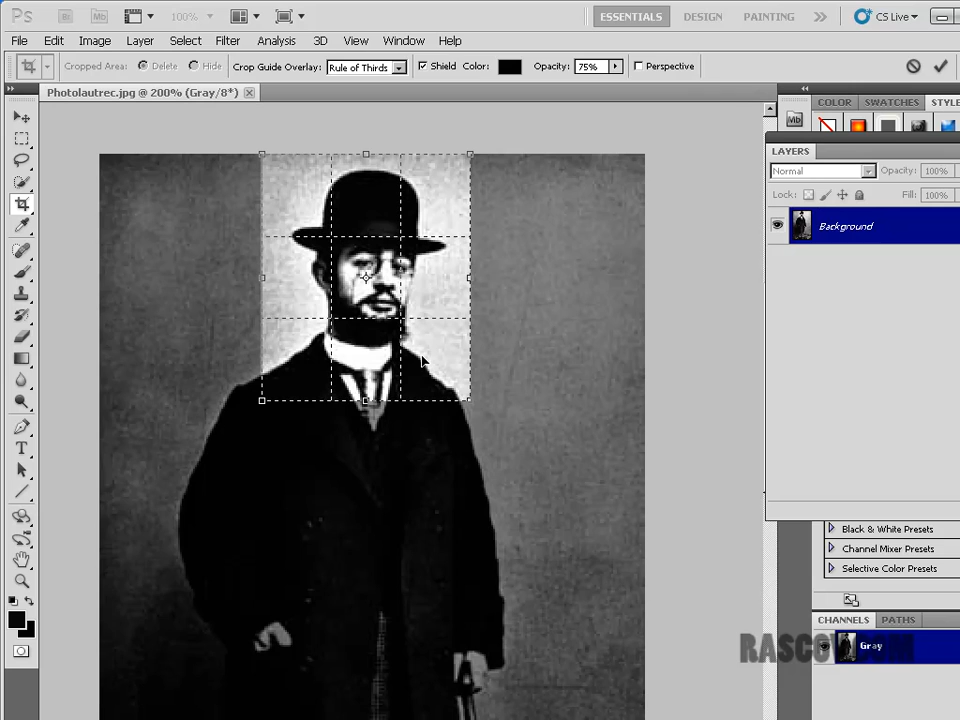 Ps Br Mb 100% ESSENTIALS DESIGN PAINTING CS Live
File Edit Image Layer Select Filter Analysis 3D View Window Help
Cropped Area: Delete Hide Crop Guide Overlay: Rule of Thirds Shield Color: Opacity: 75% Perspective
Photolautrec.jpg @ 200% (Gray/8*)
COLOR SWATCHES STYLE
Mb
LAYERS
Normal Opacity: 100%
Lock: Fill: 100%
Background
T
Black & White Presets
Channel Mixer Presets
Selective Color Presets
CHANNELS PATHS
Gray